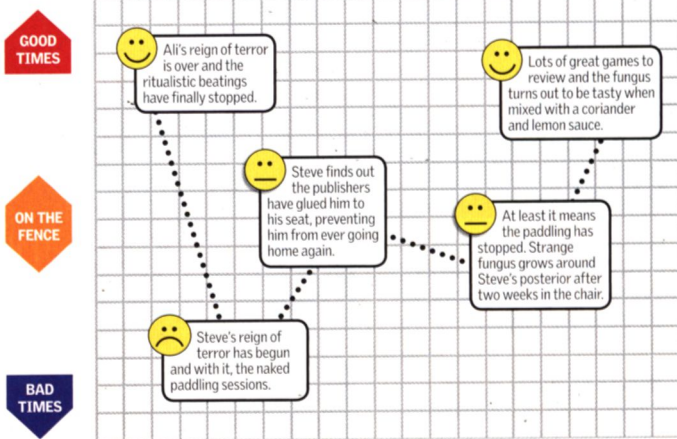 GOOD
TIMES
Ali's reign of terror
is over and the
ritualistic beatings
have finally stopped.
Lots of great games to
review and the fungus
turns out to be tasty when
mixed with a coriander
and lemon sauce.
ON THE
FENCE
Steve finds out
the publishers
have glued him to
his seat, preventing
him from ever going
home again.
At least it means
the paddling has
stopped. Strange
fungus grows around
Steve's posterior after
two weeks in the chair.
Steve's reign of
terror has begun
and with it, the naked
paddling sessions.
BAD
TIMES